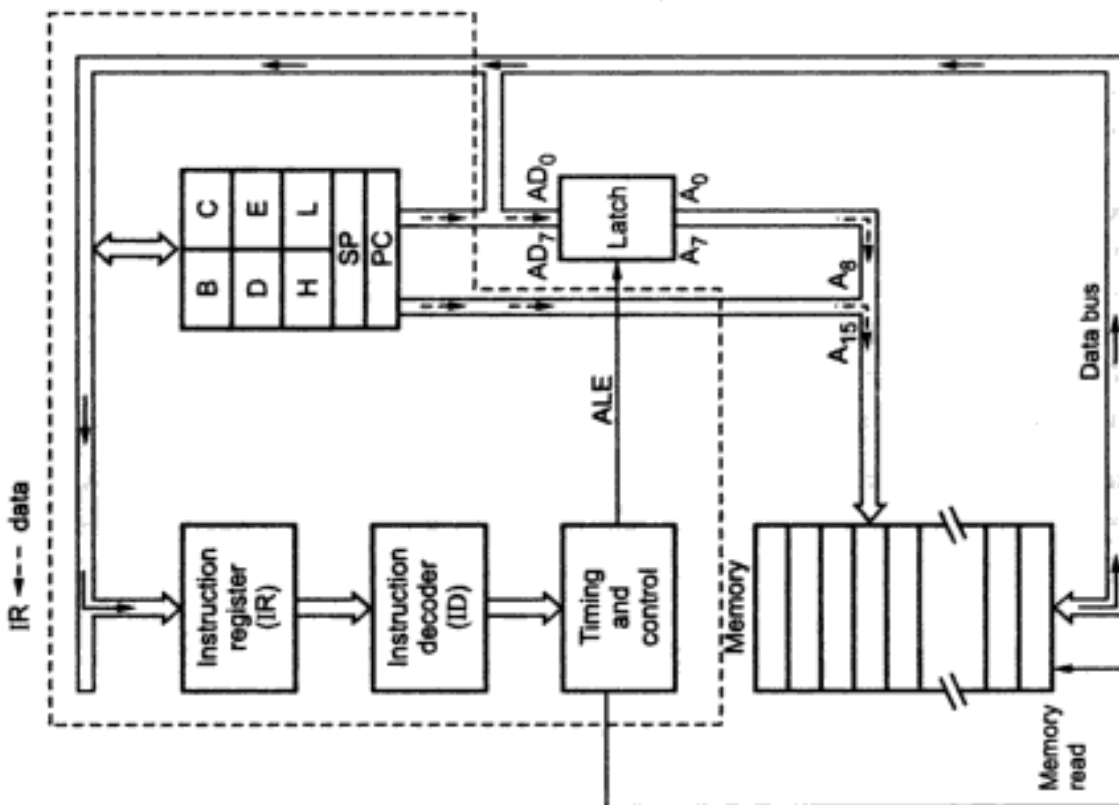 IR ◄-- data
Instruction
register
(IR)
Instruction
decoder
(ID)
Timing
and
control
B
C
D
E
H
L
SP
PC
ALE
AD7
AD0
Latch
A7
A0
A15
A8
Memory
Memory
read
Data bus